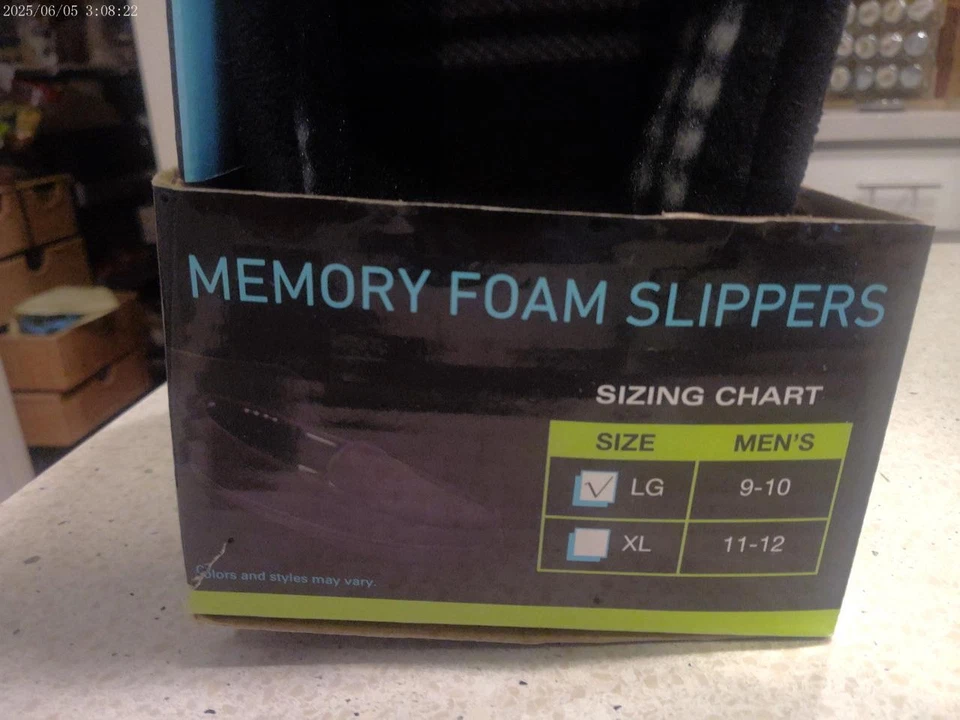 2025/06/05 3:08:22
MEMORY FOAM SLIPPERS
SIZING CHART
SIZE MEN'S
LG 9-10
XL 11-12
Colors and styles may vary.